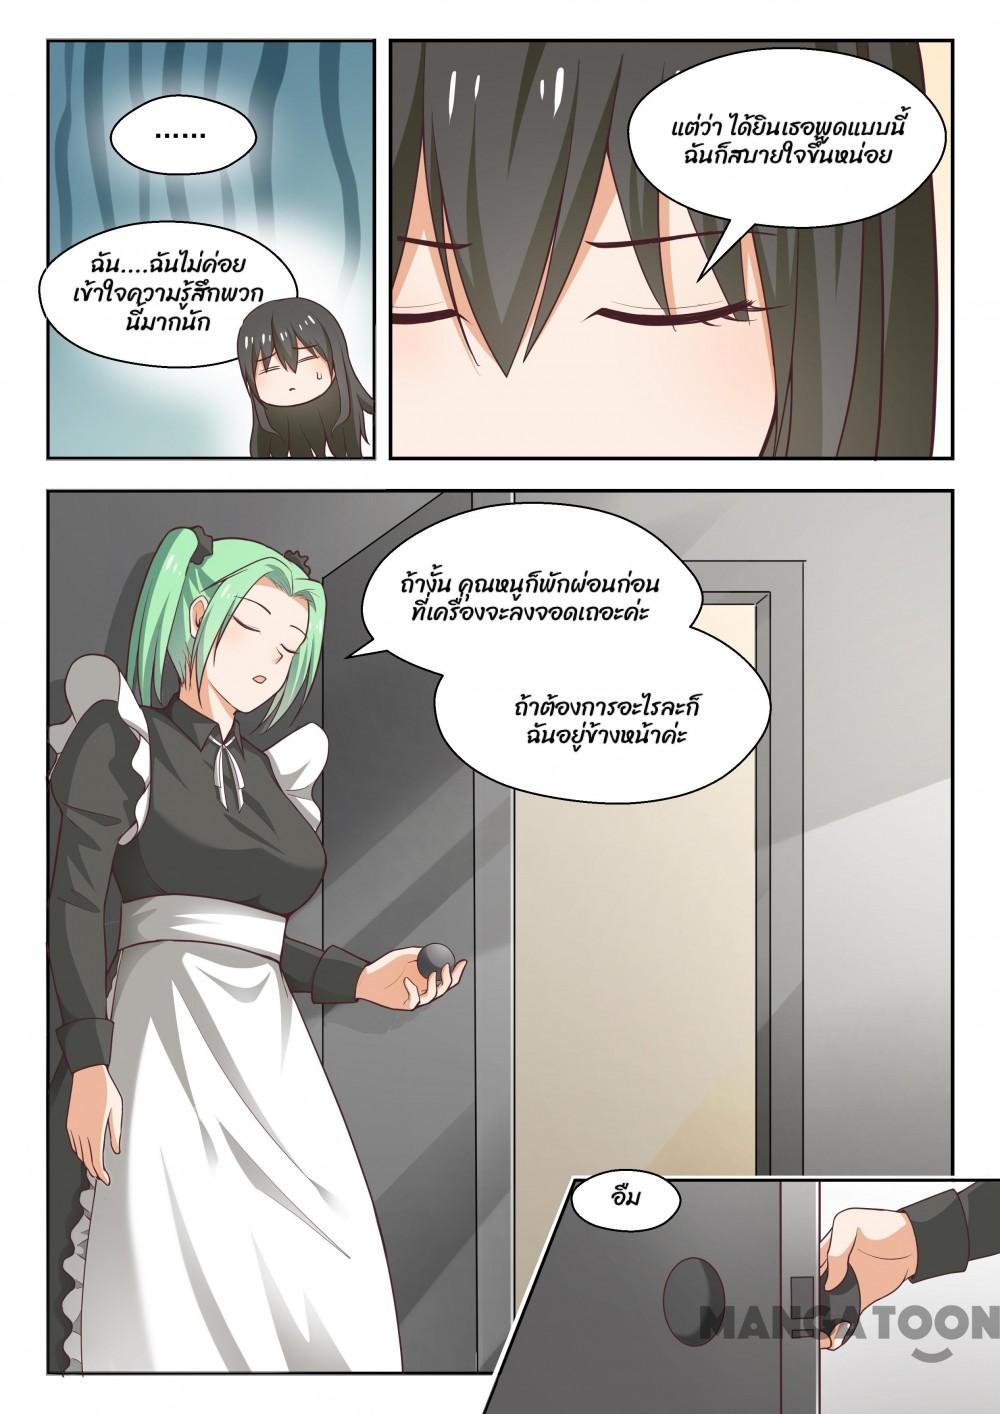 ......
ฉัน....ฉันไม่ค่อย
เข้าใจความรู้สึกพวก
นี้มากนัก
แต่ว่า ได้ยินเธอพูดแบบนี้
ฉันก็สบายใจขึ้นหน่อย
ถ้างั้น คุณหนูก็พักผ่อนก่อน
ที่เครื่องจะลงจอดเถอะค่ะ
ถ้าต้องการอะไรละก็
ฉันอยู่ข้างหน้าค่ะ
อืม
MANGATOON